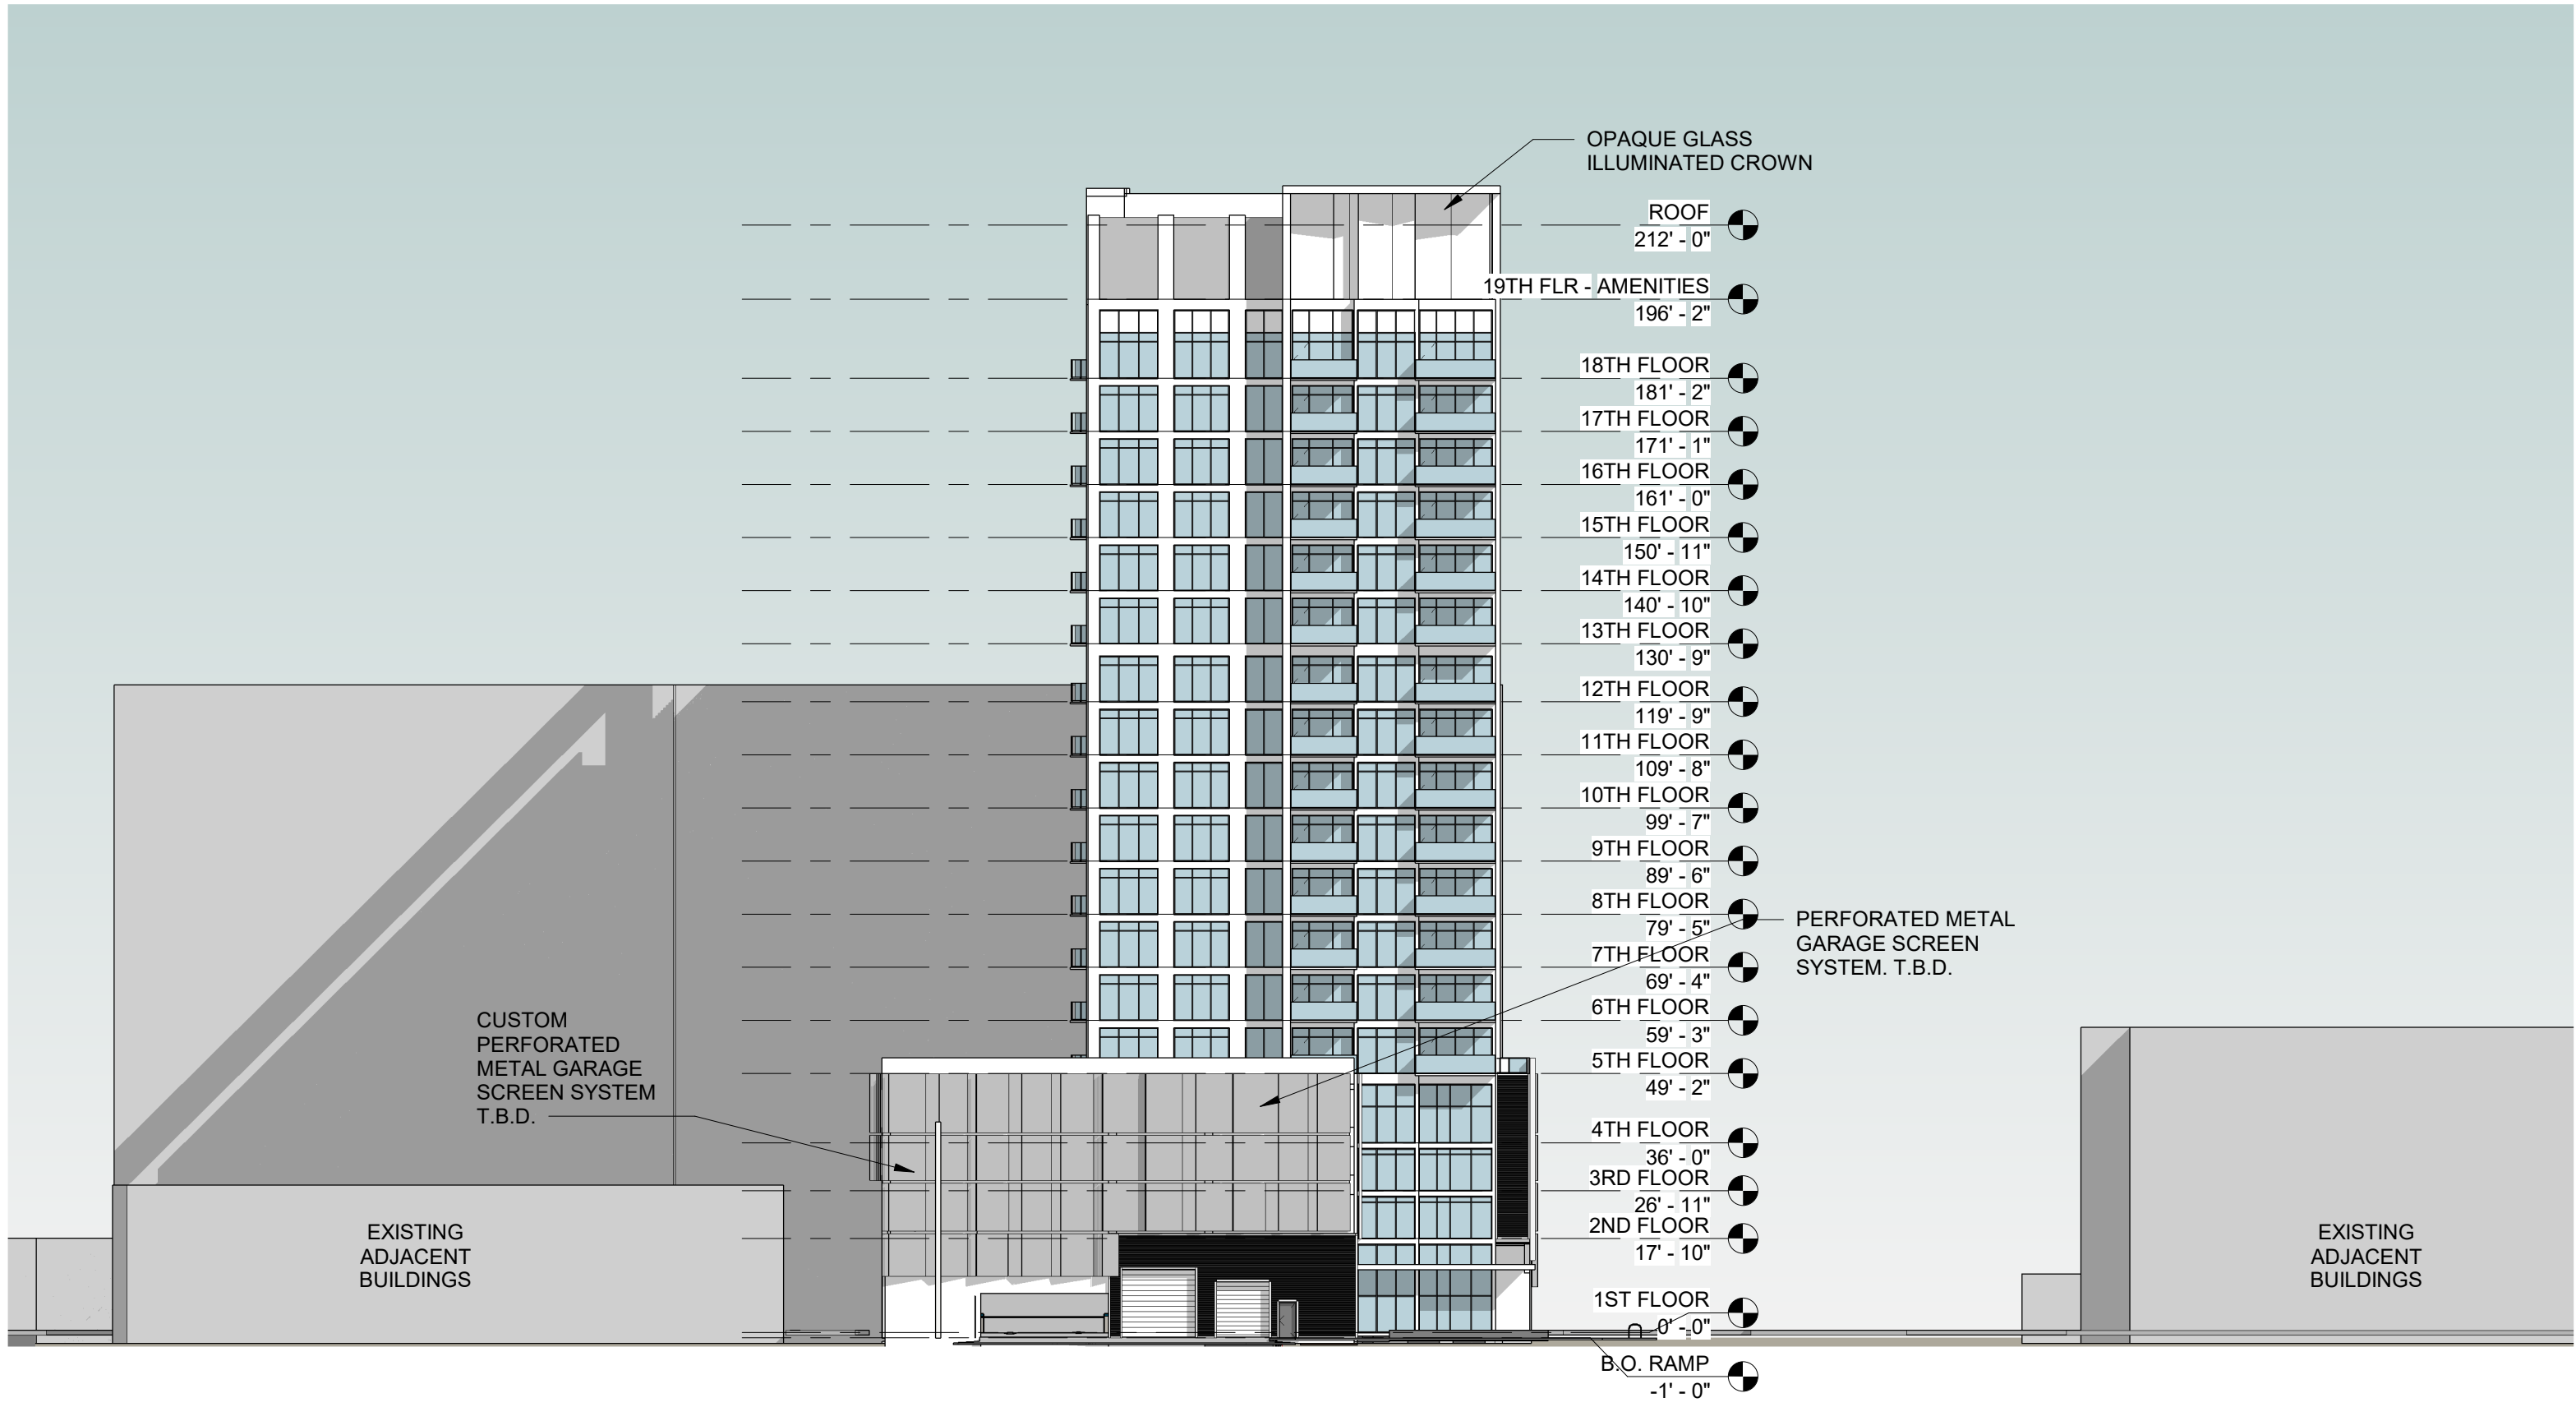 OPAQUE GLASS
ILLUMINATED CROWN
ROOF
212' - 0"
19TH FLR - AMENITIES
196' - 2"
18TH FLOOR
181' - 2"
17TH FLOOR
171' - 1"
16TH FLOOR
161' - 0"
15TH FLOOR
150' - 11"
14TH FLOOR
140' - 10"
13TH FLOOR
130' - 9"
12TH FLOOR
119' - 9"
11TH FLOOR
109' - 8"
10TH FLOOR
99' - 7"
9TH FLOOR
89' - 6"
8TH FLOOR
79' - 5"
7TH FLOOR
69' - 4"
6TH FLOOR
59' - 3"
5TH FLOOR
49' - 2"
4TH FLOOR
36' - 0"
3RD FLOOR
26' - 11"
2ND FLOOR
17' - 10"
1ST FLOOR
0' - 0"
B.O. RAMP
-1' - 0"
PERFORATED METAL
GARAGE SCREEN
SYSTEM. T.B.D.
CUSTOM
PERFORATED
METAL GARAGE
SCREEN SYSTEM
T.B.D.
EXISTING
ADJACENT
BUILDINGS
EXISTING
ADJACENT
BUILDINGS